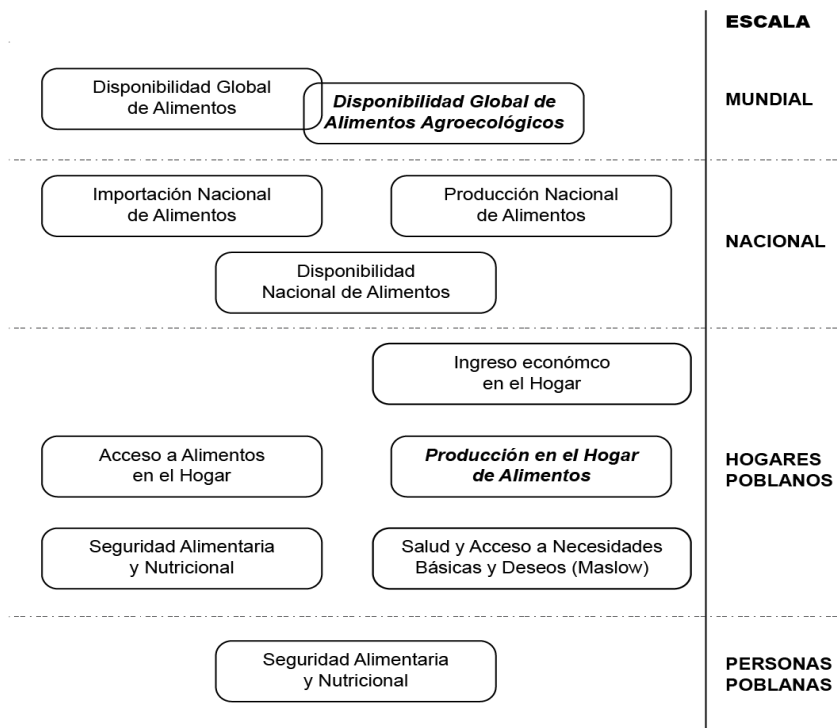 ESCALA
Disponibilidad Global
de Alimentos
Disponibilidad Global de
Alimentos Agroecológicos
MUNDIAL
Importación Nacional
de Alimentos
Producción Nacional
de Alimentos
Disponibilidad
Nacional de Alimentos
NACIONAL
Ingreso económco
en el Hogar
Acceso a Alimentos
en el Hogar
Producción en el Hogar
de Alimentos
HOGARES
POBLANOS
Seguridad Alimentaria
y Nutricional
Salud y Acceso a Necesidades
Básicas y Deseos (Maslow)
Seguridad Alimentaria
y Nutricional
PERSONAS
POBLANAS